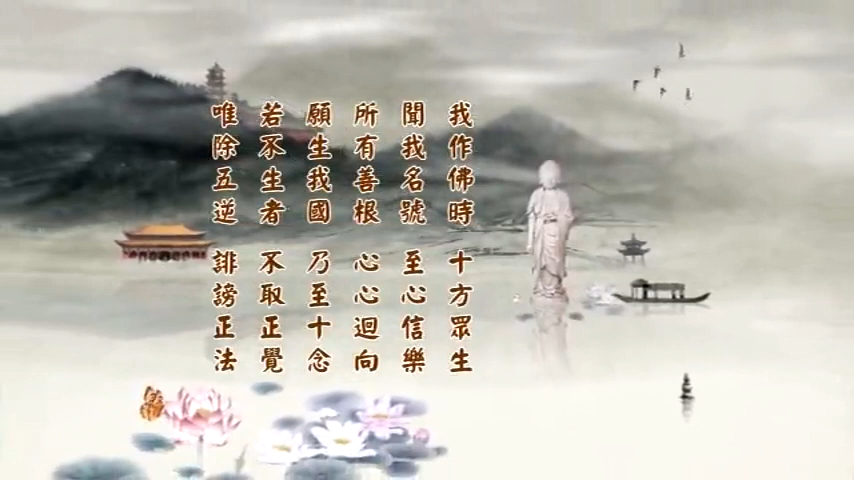 我作佛時 十方眾生
聞我名號 至心信樂
所有善根 心心迴向
願生我國 乃至十念
若不生者 不取正覺
唯除五逆 誹謗正法